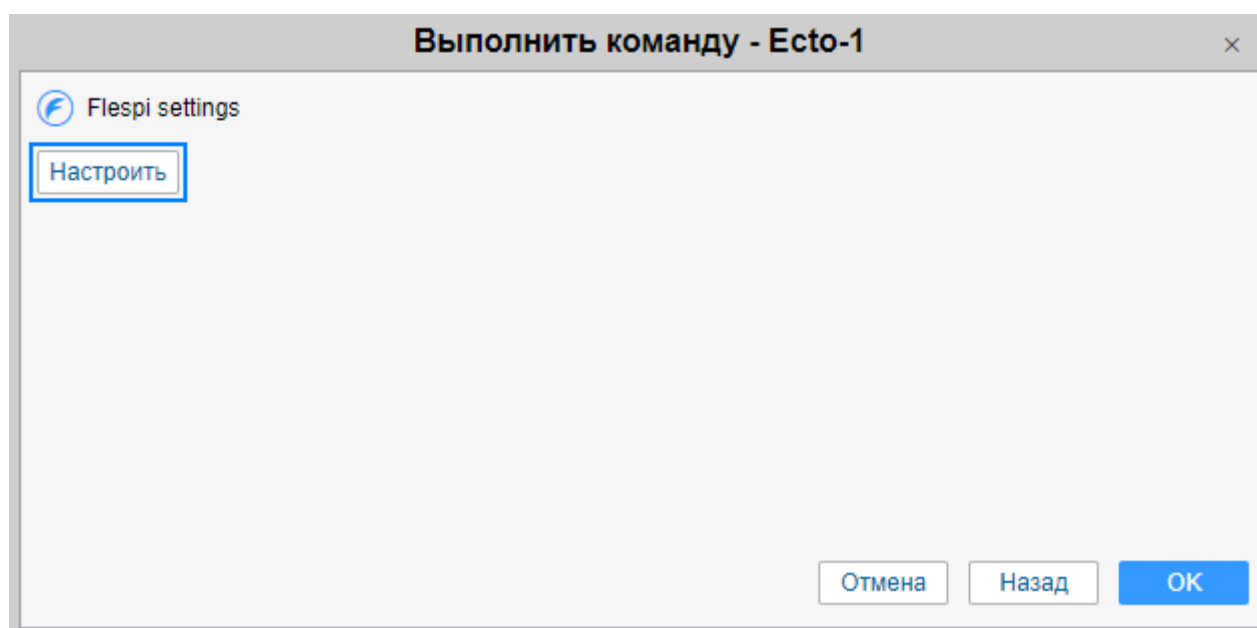 Выполнить команду - Ecto-1
Flespi settings
Настроить
Отмена Назад OK